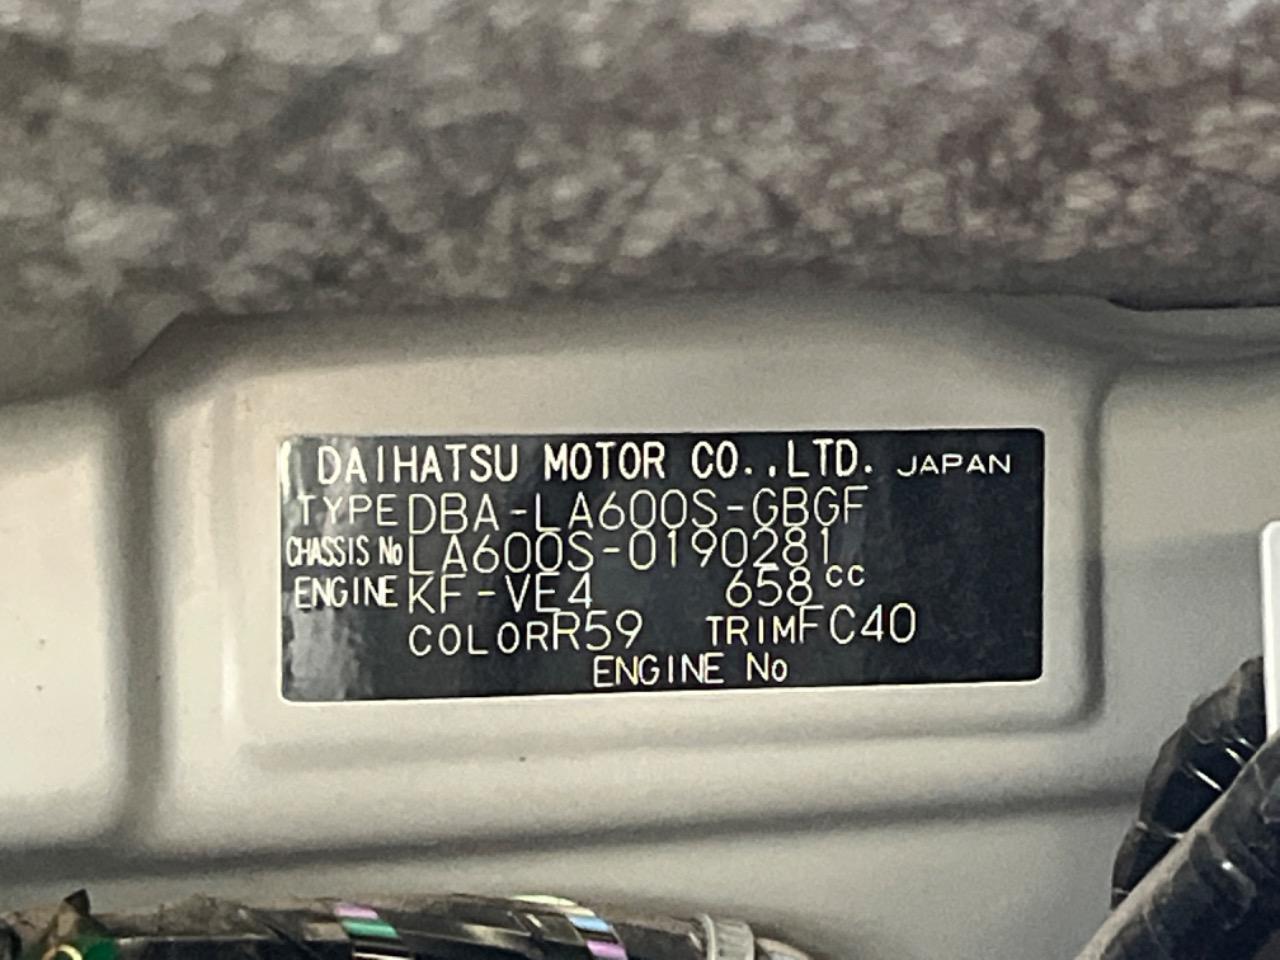 DAIHATSU MOTOR CO.,LTD. JAPAN
TYPE DBA-LA600S-GBGF
CHASSIS No LA600S-0190281
ENGINE KF-VE4 658cc
COLOR R59 TRIM FC40
ENGINE No